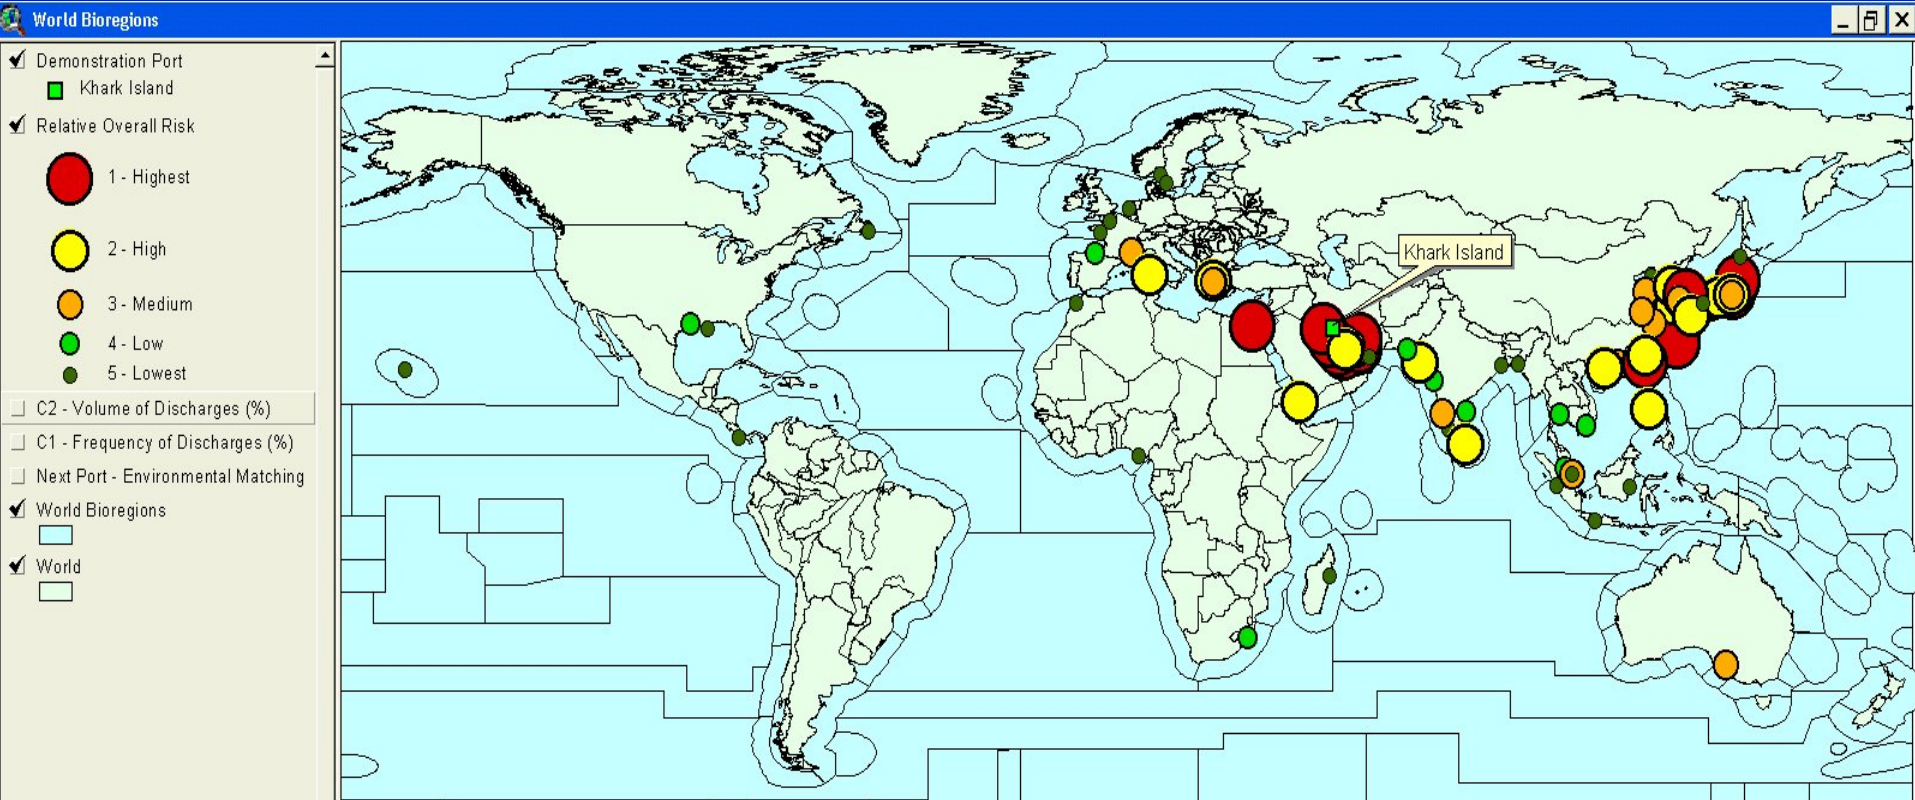 World Bioregions
Demonstration Port
Khark Island
Relative Overall Risk
1 - Highest
2 - High
3 - Medium
4 - Low
5 - Lowest
C2 - Volume of Discharges (%)
C1 - Frequency of Discharges (%)
Next Port - Environmental Matching
World Bioregions
World
Khark Island